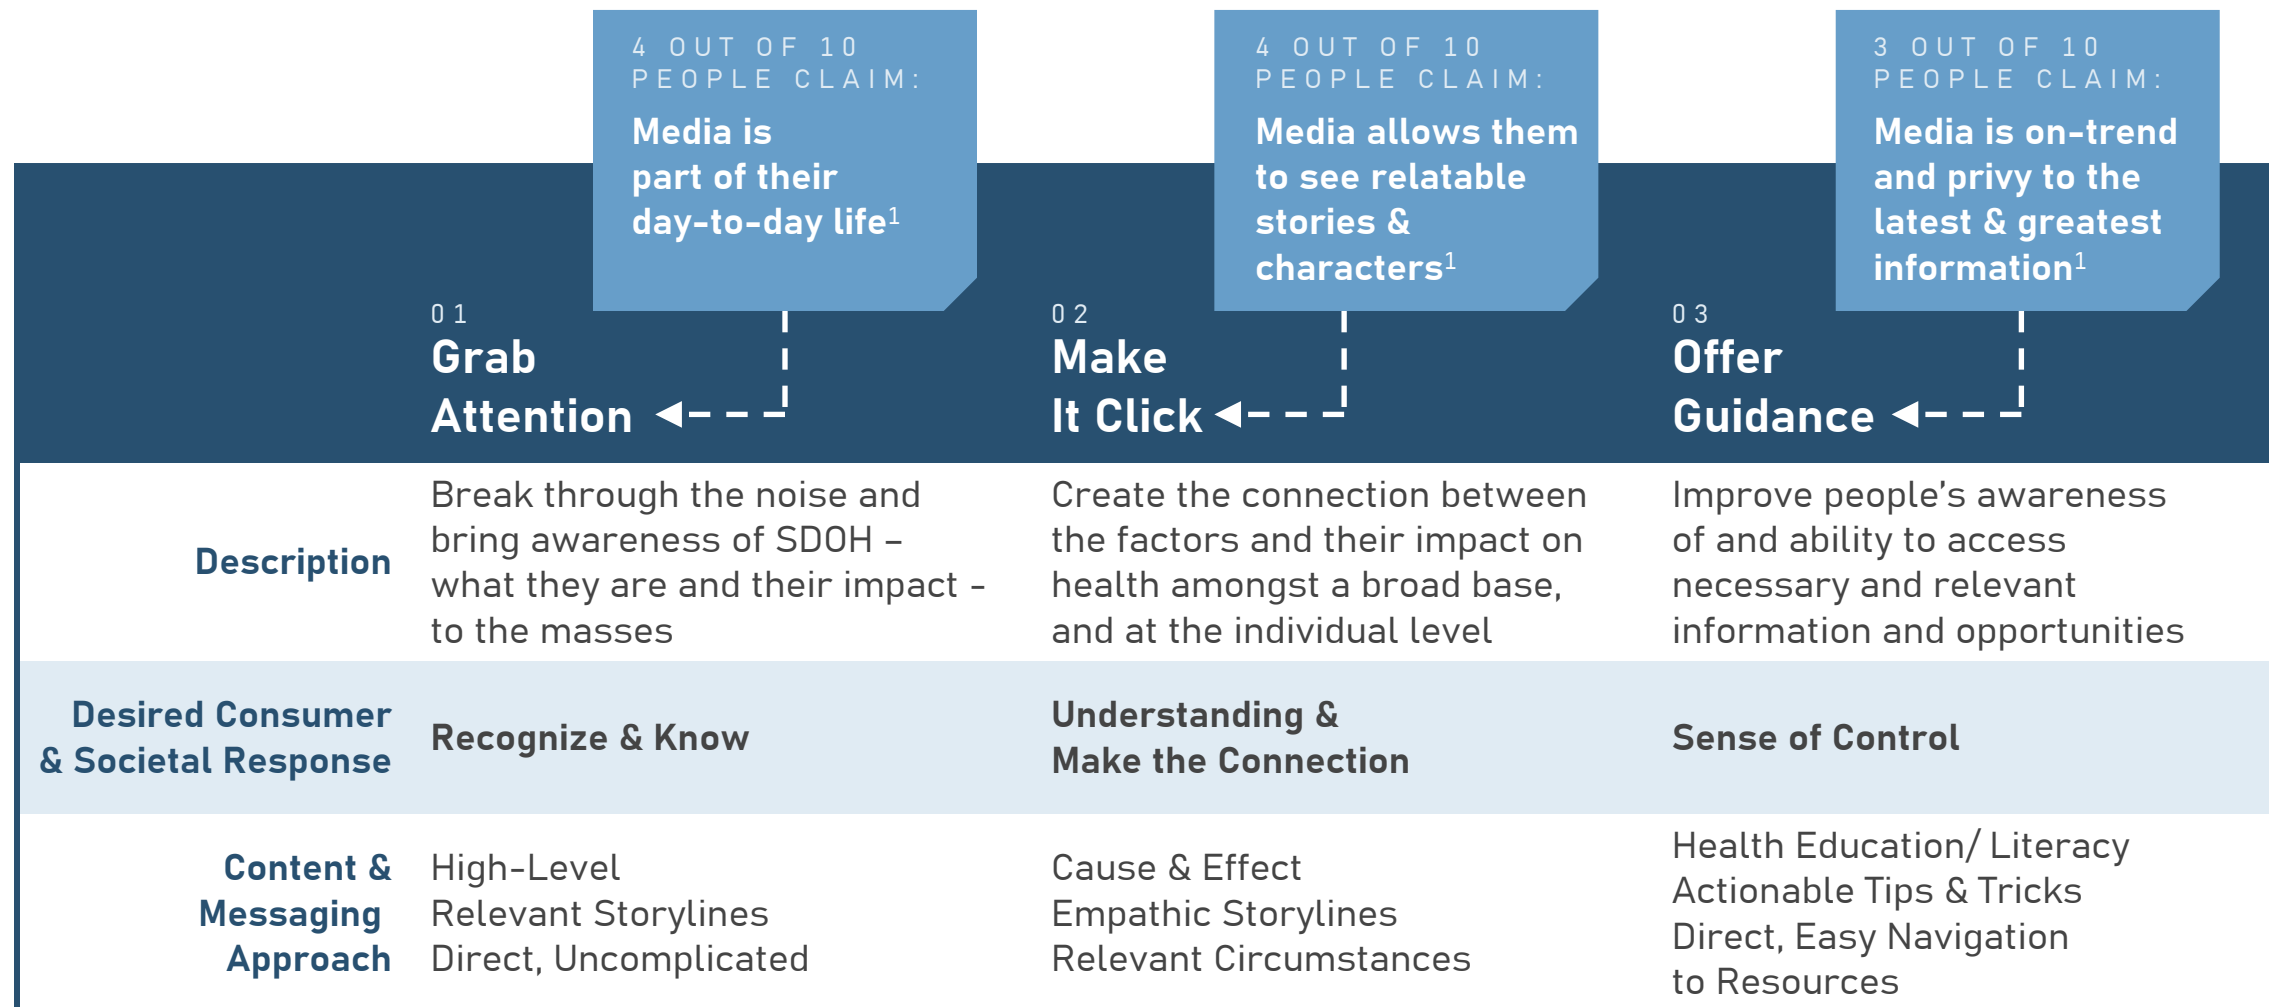 4 OUT OF 10
PEOPLE CLAIM:
Media is
part of their
day-to-day life¹
4 OUT OF 10
PEOPLE CLAIM:
Media allows them
to see relatable
stories &
characters¹
3 OUT OF 10
PEOPLE CLAIM:
Media is on-trend
and privy to the
latest & greatest
information¹
01
Grab
Attention
02
Make
It Click
03
Offer
Guidance
Description
Break through the noise and
bring awareness of SDOH –
what they are and their impact -
to the masses
Create the connection between
the factors and their impact on
health amongst a broad base,
and at the individual level
Improve people’s awareness
of and ability to access
necessary and relevant
information and opportunities
Desired Consumer
& Societal Response
Recognize & Know
Understanding &
Make the Connection
Sense of Control
Content &
Messaging
Approach
High-Level
Relevant Storylines
Direct, Uncomplicated
Cause & Effect
Empathic Storylines
Relevant Circumstances
Health Education/ Literacy
Actionable Tips & Tricks
Direct, Easy Navigation
to Resources